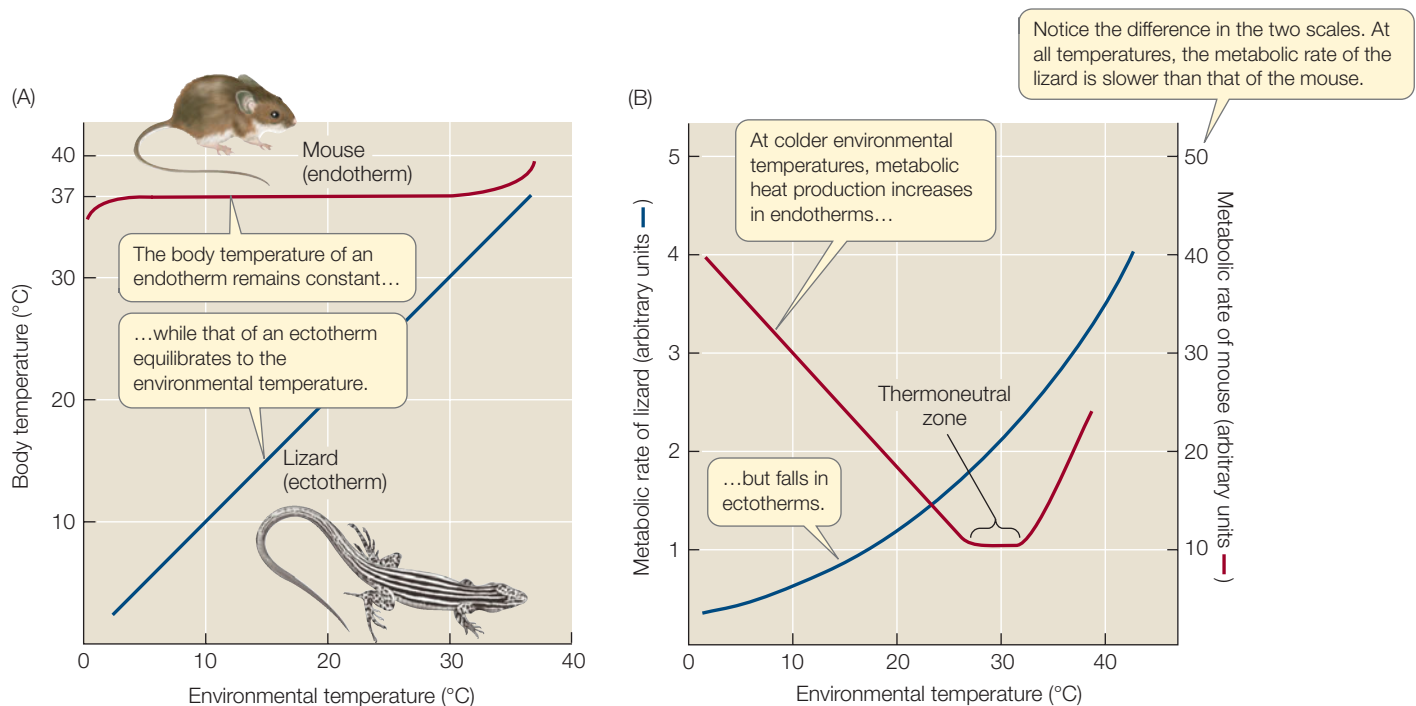 Notice the difference in the two scales. At
all temperatures, the metabolic rate of the
lizard is slower than that of the mouse.
(A)
Mouse
(endotherm)
The body temperature of an
endotherm remains constant…
…while that of an ectotherm
equilibrates to the
environmental temperature.
Lizard
(ectotherm)
Body temperature (°C)
40
37
30
20
10
0
10
20
30
40
Environmental temperature (°C)
(B)
At colder environmental
temperatures, metabolic
heat production increases
in endotherms…
Thermoneutral
zone
…but falls in
ectotherms.
Metabolic rate of lizard (arbitrary units —)
5
4
3
2
1
50
40
30
20
10
Metabolic rate of mouse (arbitrary units —)
0
10
20
30
40
Environmental temperature (°C)